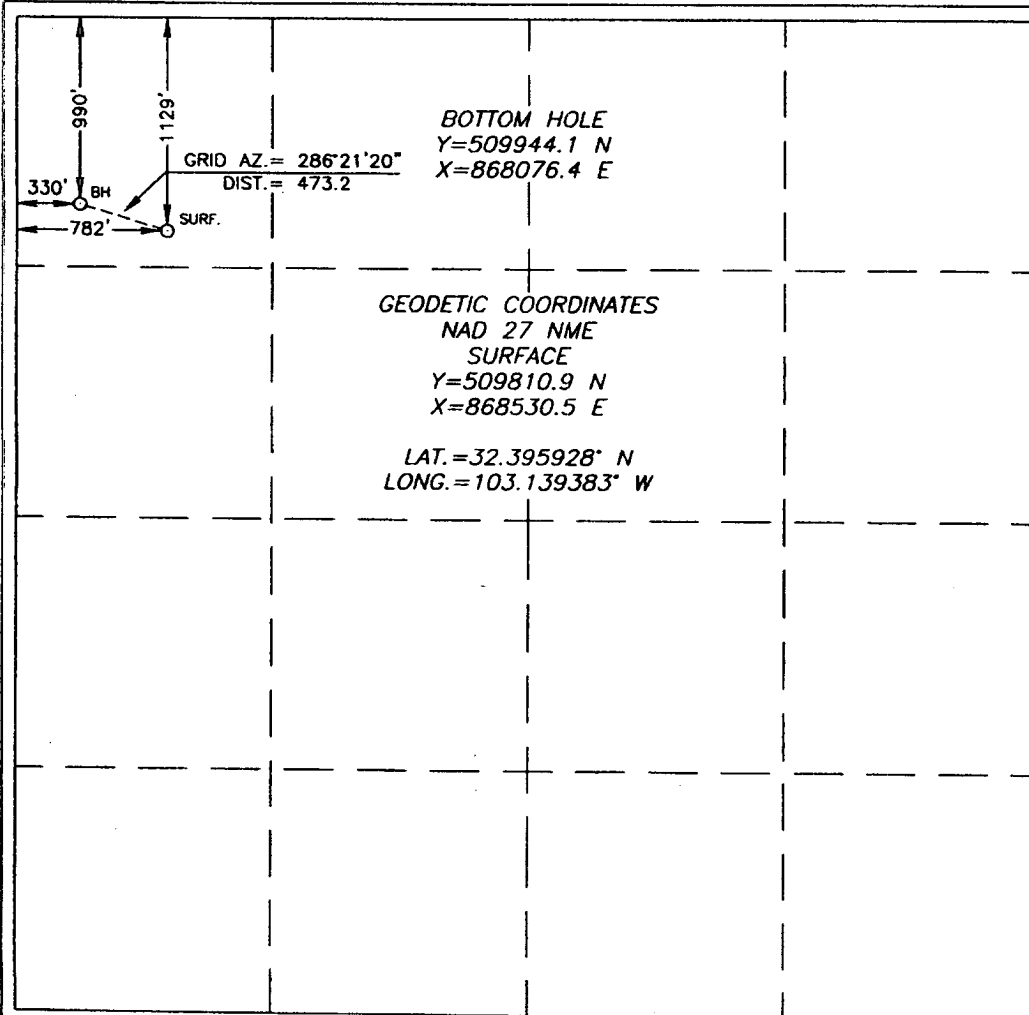 990'
1129'
BOTTOM HOLE
Y=509944.1 N
X=868076.4 E
GRID AZ.= 286°21'20"
DIST.= 473.2
330'
BH
782'
SURF.
GEODETIC COORDINATES
NAD 27 NME
SURFACE
Y=509810.9 N
X=868530.5 E
LAT.=32.395928° N
LONG.=103.139383° W